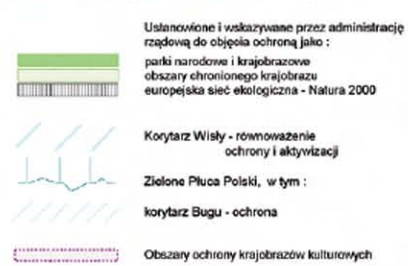 Ustanowione i wskazywane przez administrację
rządową do objęcia ochroną jako :
parki narodowe i krajobrazowe
obszary chronionego krajobrazu
europejska sieć ekologiczna - Natura 2000
Korytarz Wisły - równoważenie
ochrony i aktywizacji
Zielone Płuca Polski, w tym :
korytarz Bugu - ochrona
Obszary ochrony krajobrazów kulturowych